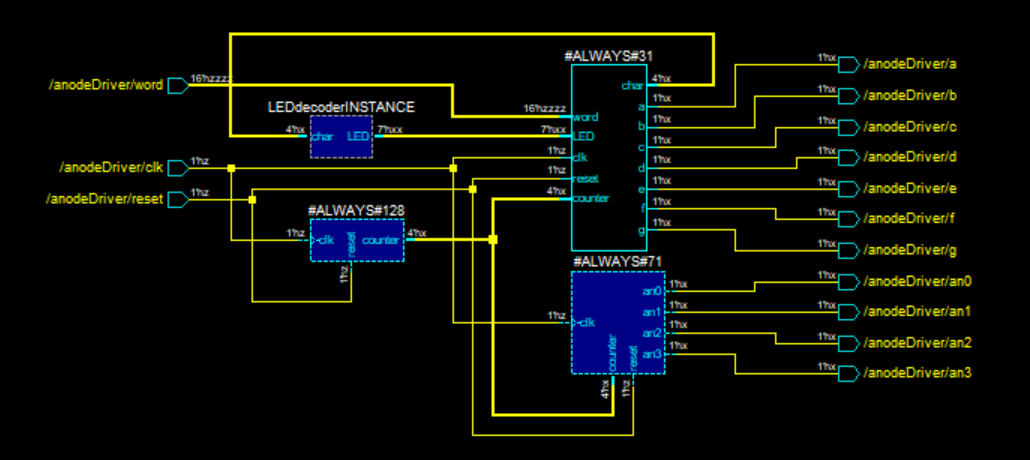 #ALWAYS#31
/anodeDriver/word
16'hzzzz
char
4'hx
1'hx
/anodeDriver/a
a
1'hx
LEDdecoderINSTANCE
16'hzzzz
word
b
1'hx
1'hx
/anodeDriver/b
4'hx
char
LED
7'hxx
7'hxx
LED
c
1'hx
1'hx
/anodeDriver/c
/anodeDriver/clk
1'hz
1'hz
clk
d
1'hx
1'hx
/anodeDriver/d
/anodeDriver/reset
1'hz
1'hz
reset
e
1'hx
1'hx
/anodeDriver/e
4'hx
counter
f
1'hx
1'hx
/anodeDriver/f
#ALWAYS#128
g
1'hx
1'hx
/anodeDriver/g
1'hz
clk
reset
counter
4'hx
1'hz
#ALWAYS#71
an0
1'hx
1'hx
/anodeDriver/an0
an1
1'hx
1'hx
/anodeDriver/an1
1'hz
clk
an2
1'hx
1'hx
/anodeDriver/an2
an3
1'hx
1'hx
/anodeDriver/an3
counter
reset
4'hx
1'hz